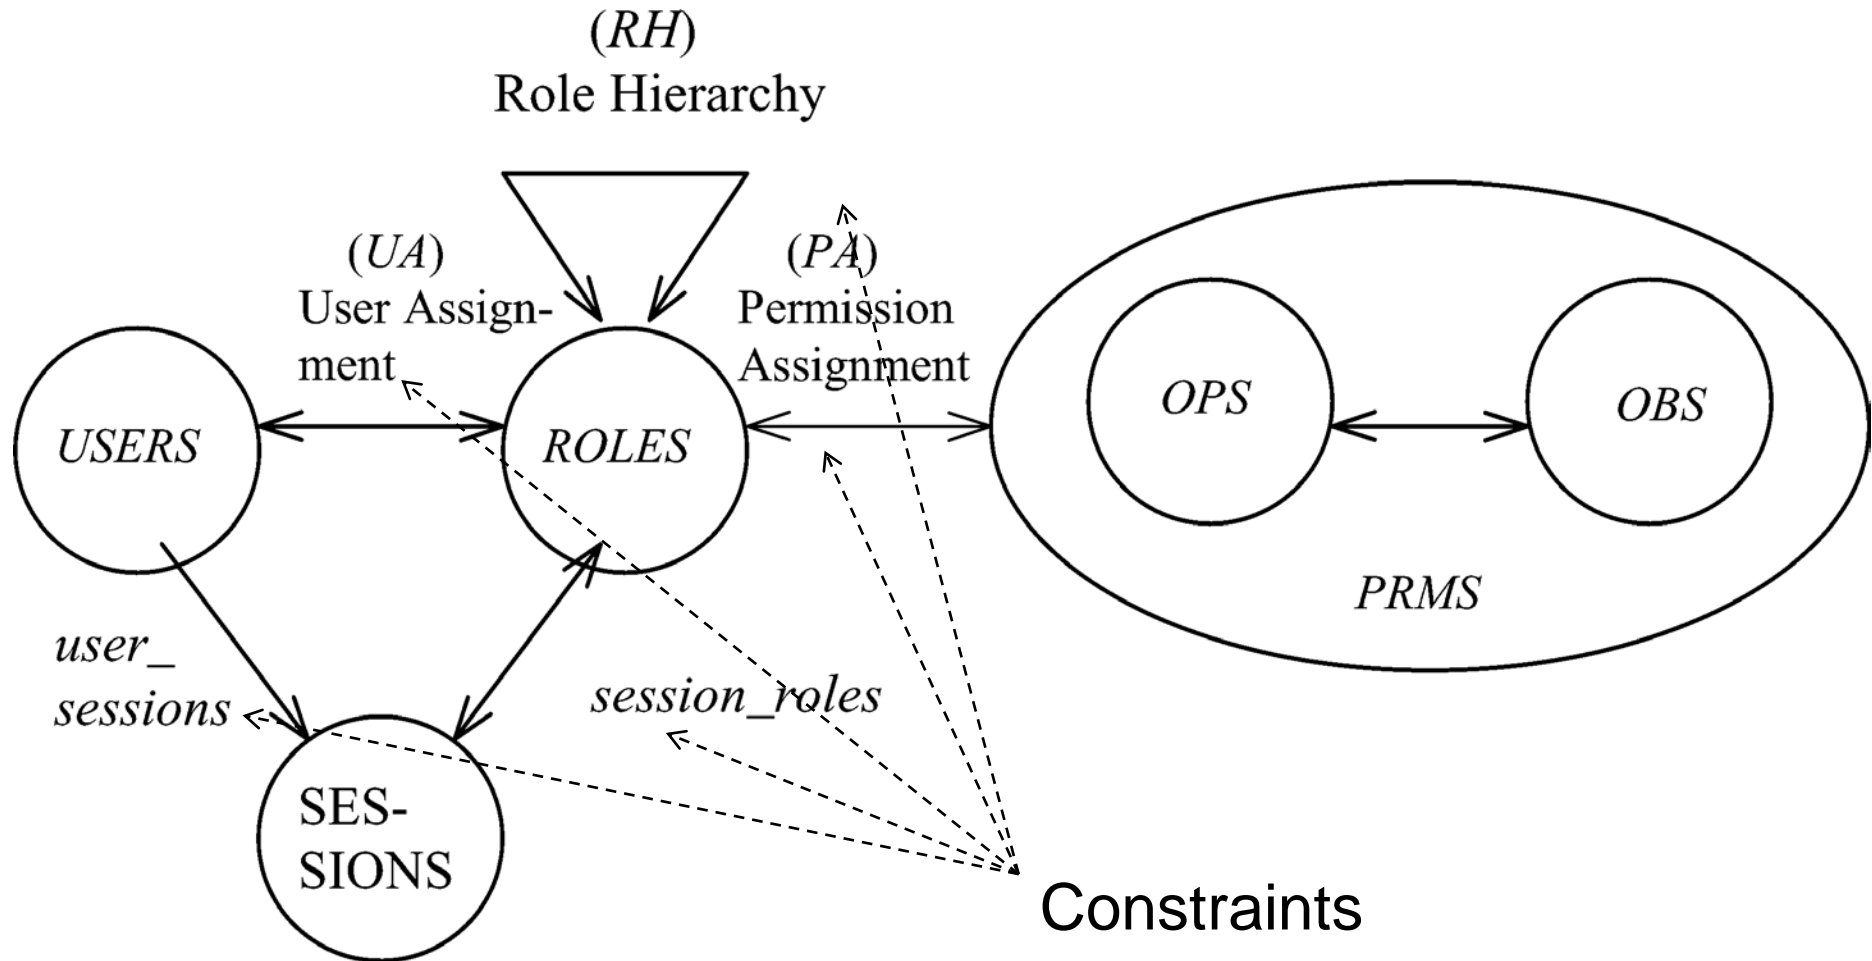 (RH)
Role Hierarchy
(UA)
User Assign-
ment
(PA)
Permission
Assignment
USERS
ROLES
OPS
OBS
PRMS
user_
sessions
session_roles
SES-
SIONS
Constraints